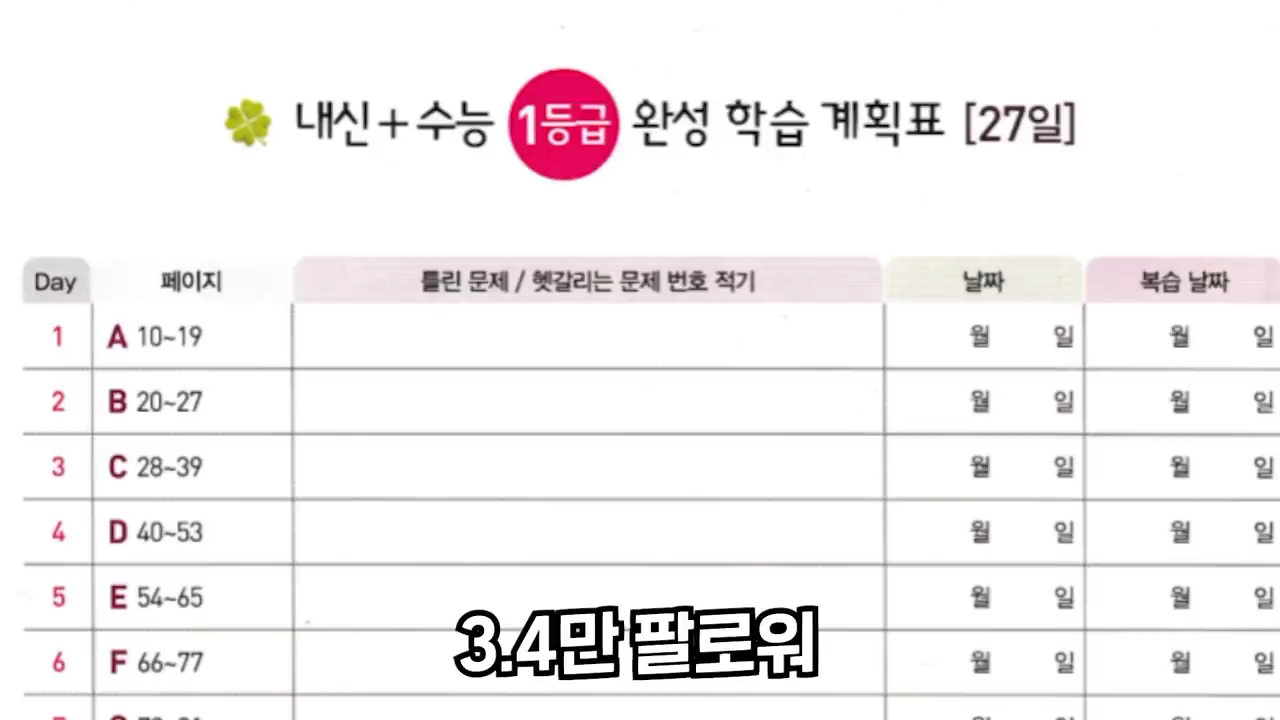 내신+수능 1등급 완성 학습 계획표 [27일]
Day 페이지 틀린 문제 / 헷갈리는 문제 번호 적기 날짜 복습 날짜
1 A 10~19 월 일 월 일
2 B 20~27 월 일 월 일
3 C 28~39 월 일 월 일
4 D 40~53 월 일 월 일
5 E 54~65 월 일 월 일
6 F 66~77 월 일 월 일
3.4만 팔로워